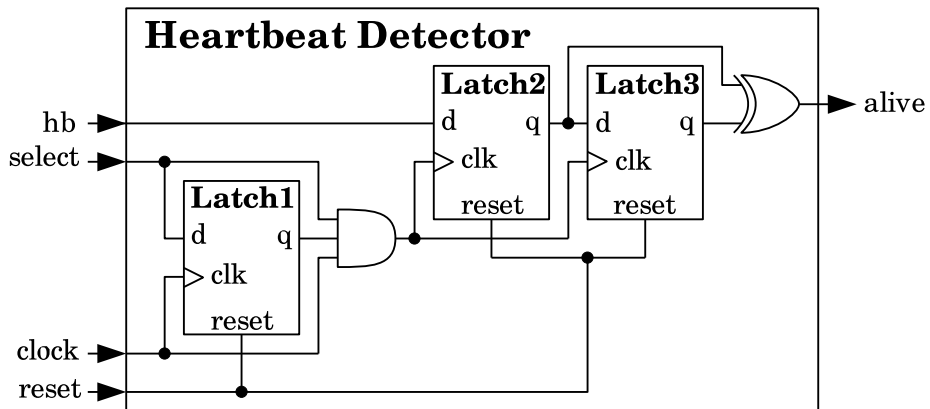 Heartbeat Detector
Latch2 Latch3
hb d q d q alive
select clk clk
Latch1 reset reset
d q
clk
reset
clock
reset